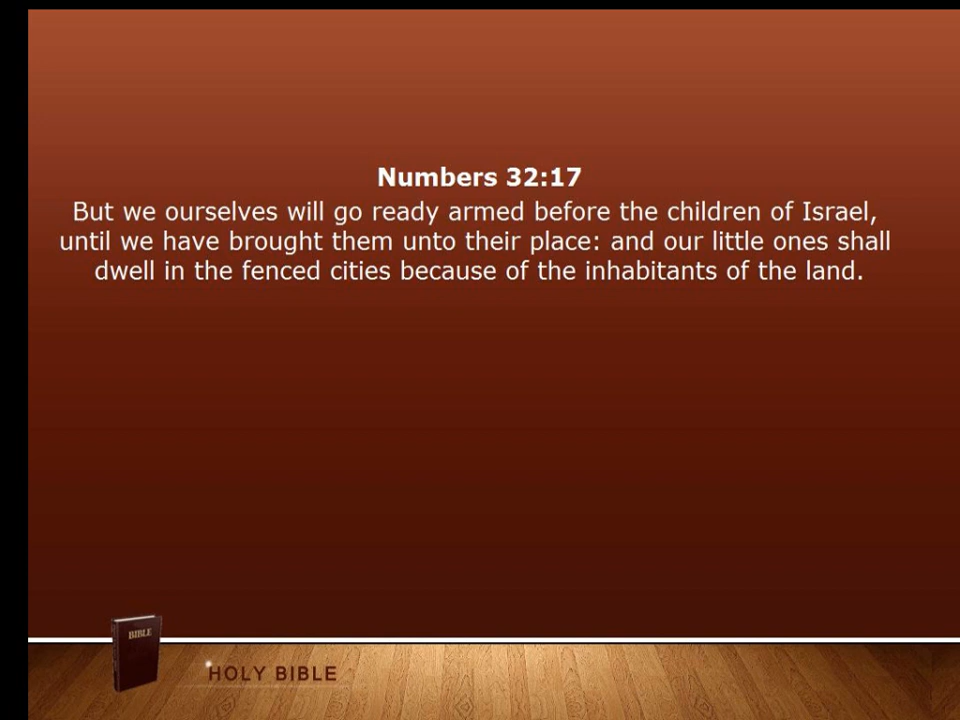 Numbers 32:17
But we ourselves will go ready armed before the children of Israel,
until we have brought them unto their place: and our little ones shall
dwell in the fenced cities because of the inhabitants of the land.
BIBLE
HOLY BIBLE